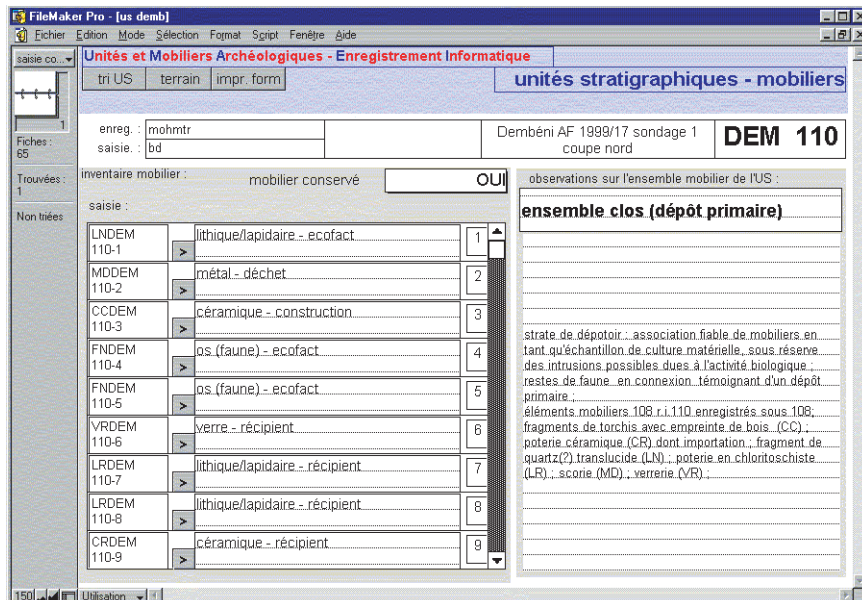 FileMaker Pro - [us demb]
Fichier Edition Mode Sélection Format Script Fenêtre Aide
saisie co...
Unités et Mobiliers Archéologiques - Enregistrement Informatique
tri US terrain impr. form
unités stratigraphiques - mobiliers
1
Fiches :
65
Trouvées :
1
Non triées
enreg. : mohmtr
saisie. : bd
Dembéni AF 1999/17 sondage 1
coupe nord
DEM 110
inventaire mobilier :
mobilier conservé
OUI
saisie :
LNDEM
110-1
> lithique/lapidaire - ecofact 1
MDDEM
110-2
> métal - déchet 2
CCDEM
110-3
> céramique - construction 3
FNDEM
110-4
> os (faune) - ecofact 4
FNDEM
110-5
> os (faune) - ecofact 5
VRDEM
110-6
> verre - récipient 6
LRDEM
110-7
> lithique/lapidaire - récipient 7
LRDEM
110-8
> lithique/lapidaire - récipient 8
CRDEM
110-9
> céramique - récipient 9
observations sur l'ensemble mobilier de l'US :
ensemble clos (dépôt primaire)
strate de dépotoir : association fiable de mobiliers en
tant qu'échantillon de culture matérielle, sous réserve
des intrusions possibles dues à l'activité biologique ;
restes de faune en connexion témoignant d'un dépôt
primaire ;
éléments mobiliers 108 r.i.110 enregistrés sous 108;
fragments de torchis avec empreinte de bois (CC) ;
poterie céramique (CR) dont importation ; fragment de
quartz(?) translucide (LN) ; poterie en chloritoschiste
(LR) ; scorie (MD) ; verrerie (VR) ;
150 Utilisation